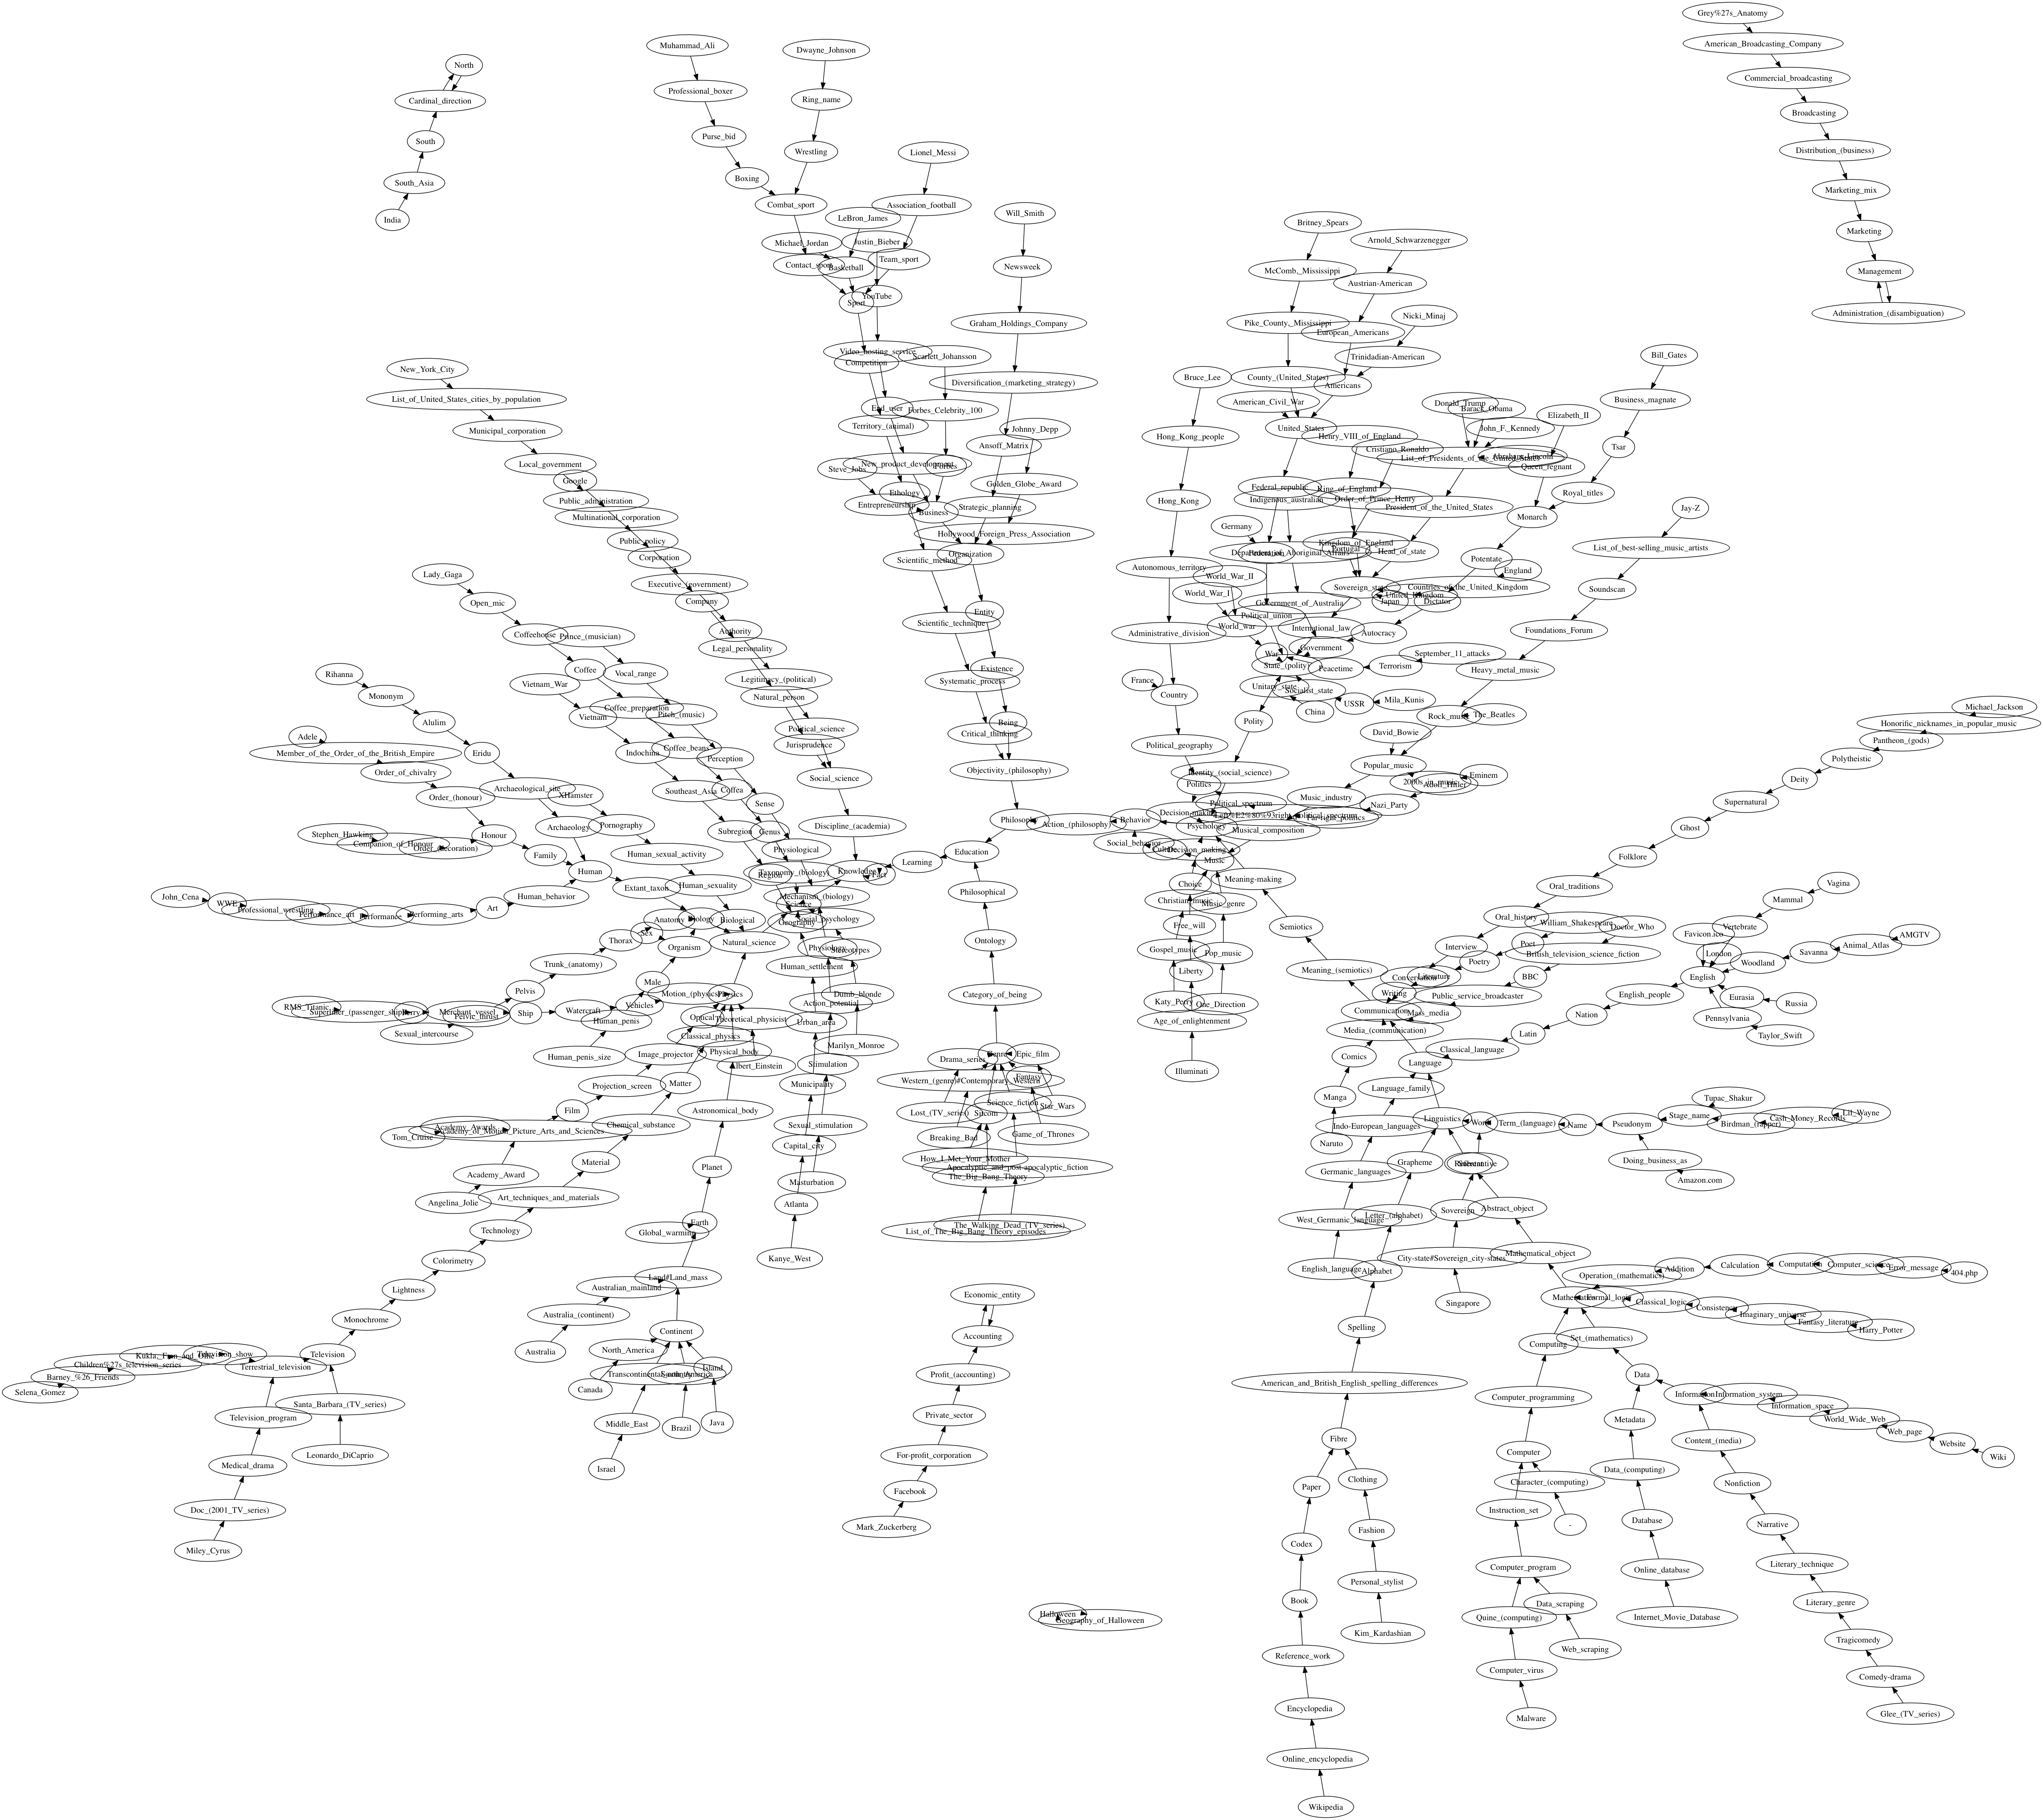 Grey%27s_Anatomy
American_Broadcasting_Company
Commercial_broadcasting
Broadcasting
Distribution_(business)
Marketing_mix
Marketing
Management
Administration_(disambiguation)
North
Cardinal_direction
South
South_Asia
India
Muhammad_Ali
Professional_boxer
Purse_bid
Boxing
Dwayne_Johnson
Ring_name
Wrestling
Combat_sport
Lionel_Messi
Association_football
LeBron_James
Michael_Jordan
Justin_Bieber
Team_sport
Contact_sport
Basketball
YouTube
Sport
Video_hosting_service
Competition
Scarlett_Johansson
End_user
Forbes_Celebrity_100
Territory_(animal)
New_product_development
Forbes
Steve_Jobs
Ethology
Entrepreneurship
Business
Will_Smith
Newsweek
Graham_Holdings_Company
Diversification_(marketing_strategy)
Johnny_Depp
Ansoff_Matrix
Golden_Globe_Award
Strategic_planning
Hollywood_Foreign_Press_Association
Organization
Scientific_method
Entity
Scientific_technique
Existence
Systematic_process
Being
Critical_thinking
Objectivity_(philosophy)
Philosophy
New_York_City
List_of_United_States_cities_by_population
Municipal_corporation
Local_government
Google
Public_administration
Multinational_corporation
Public_policy
Corporation
Executive_(government)
Company
Authority
Legal_personality
Legitimacy_(political)
Natural_person
Political_science
Jurisprudence
Social_science
Discipline_(academia)
Lady_Gaga
Open_mic
Coffeehouse
Prince_(musician)
Coffee
Vocal_range
Vietnam_War
Coffee_preparation
Pitch_(music)
Vietnam
Coffee_beans
Indochina
Perception
Southeast_Asia
Coffea
Sense
Subregion
Genus
Physiological
Region
Taxonomy_(biology)
Knowledge
Fact
Learning
Education
Rihanna
Mononym
Alulim
Eridu
Archaeological_site
XHamster
Archaeology
Pornography
Adele
Member_of_the_Order_of_the_British_Empire
Order_of_chivalry
Order_(honour)
Honour
Stephen_Hawking
Companion_of_Honour
Order_(decoration)
Family
Human
Human_sexual_activity
Human_sexuality
Extant_taxon
John_Cena
WWE
Professional_wrestling
Performance_art
Performance
Performing_arts
Art
Human_behavior
Anatomy
Biology
Biological
Mechanism_(biology)
Science
Geography
Social_psychology
Natural_science
Sex
Thorax
Organism
Trunk_(anatomy)
Male
Pelvis
Physiology
Stereotypes
Human_settlement
Motion_(physics)
Physics
Vehicles
Dumb_blonde
Action_potential
RMS_Titanic
Superliner_(passenger_ship)
Ferry
Merchant_vessel
Pelvic_thrust
Ship
Watercraft
Human_penis
Optical
Theoretical_physicist
Urban_area
Sexual_intercourse
Classical_physics
Marilyn_Monroe
Human_penis_size
Image_projector
Physical_body
Albert_Einstein
Stimulation
Projection_screen
Matter
Municipality
Film
Astronomical_body
Academy_Awards
Academy_of_Motion_Picture_Arts_and_Sciences
Tom_Cruise
Chemical_substance
Sexual_stimulation
Capital_city
Material
Planet
Academy_Award
Masturbation
Angelina_Jolie
Art_techniques_and_materials
Atlanta
Technology
Earth
Global_warming
Kanye_West
Colorimetry
Land#Land_mass
Lightness
Australian_mainland
Monochrome
Australia_(continent)
Continent
Australia
North_America
Island
Transcontinental_country
South_America
Canada
Middle_East
Brazil
Java
Israel
Kukla,_Fran_and_Ollie
Television_show
Children%27s_television_series
Television
Terrestrial_television
Barney_%26_Friends
Selena_Gomez
Television_program
Santa_Barbara_(TV_series)
Leonardo_DiCaprio
Medical_drama
Doc_(2001_TV_series)
Miley_Cyrus
Philosophical
Ontology
Category_of_being
Genre
Drama_series
Epic_film
Fantasy
Western_(genre)#Contemporary_Western
Science_fiction
Star_Wars
Lost_(TV_series)
Sitcom
Breaking_Bad
Game_of_Thrones
How_I_Met_Your_Mother
Apocalyptic_and_post-apocalyptic_fiction
The_Big_Bang_Theory
The_Walking_Dead_(TV_series)
List_of_The_Big_Bang_Theory_episodes
Economic_entity
Accounting
Profit_(accounting)
Private_sector
For-profit_corporation
Facebook
Mark_Zuckerberg
Halloween
Geography_of_Halloween
Britney_Spears
McComb,_Mississippi
Pike_County,_Mississippi
County_(United_States)
Arnold_Schwarzenegger
Austrian-American
European_Americans
Nicki_Minaj
Trinidadian-American
Americans
American_Civil_War
United_States
Bruce_Lee
Hong_Kong_people
Hong_Kong
Autonomous_territory
Administrative_division
France
Country
Political_geography
Politics
Donald_Trump
Barack_Obama
John_F._Kennedy
Elizabeth_II
Henry_VIII_of_England
Cristiano_Ronaldo
List_of_Presidents_of_the_United_States
Abraham_Lincoln
Queen_regnant
Federal_republic
King_of_England
Indigenous_australian
Order_of_Prince_Henry
President_of_the_United_States
Germany
Kingdom_of_England
Portugal
Department_of_Aboriginal_Affairs
Federation
Head_of_state
World_War_II
World_War_I
Sovereign_state
Countries_of_the_United_Kingdom
United_Kingdom
Japan
Dictator
England
Potentate
Monarch
Royal_titles
Tsar
Business_magnate
Bill_Gates
Government_of_Australia
Political_union
World_war
International_law
Autocracy
Government
War
State_(polity)
Peacetime
Terrorism
September_11_attacks
Unitary_state
Socialist_state
USSR
Mila_Kunis
China
Polity
Identity_(social_science)
Jay-Z
List_of_best-selling_music_artists
Soundscan
Foundations_Forum
Heavy_metal_music
Rock_music
The_Beatles
David_Bowie
Popular_music
2000s_in_music
Adolf_Hitler
Eminem
Music_industry
Nazi_Party
Political_spectrum
Far-right_politics
Decision-making
Psychology
Musical_composition
Action_(philosophy)
Behavior
Social_behavior
Culture
Decision_making
Music
Meaning-making
Choice
Christian_music
Music_genre
Free_will
Gospel_music
Pop_music
Liberty
Katy_Perry
One_Direction
Age_of_enlightenment
Illuminati
Semiotics
Meaning_(semiotics)
Michael_Jackson
Honorific_nicknames_in_popular_music
Pantheon_(gods)
Polytheistic
Deity
Supernatural
Ghost
Folklore
Oral_traditions
Oral_history
William_Shakespeare
Doctor_Who
Interview
Poet
British_television_science_fiction
Poetry
Conversation
Literature
BBC
Writing
Public_service_broadcaster
Communication
Mass_media
Media_(communication)
Vagina
Mammal
Vertebrate
Favicon.ico
London
AMGTV
Animal_Atlas
Savanna
Woodland
English
Eurasia
Russia
English_people
Pennsylvania
Taylor_Swift
Nation
Latin
Classical_language
Comics
Language
Manga
Language_family
Naruto
Indo-European_languages
Linguistics
Word
Term_(language)
Name
Pseudonym
Stage_name
Tupac_Shakur
Birdman_(rapper)
Cash_Money_Records
Lil_Wayne
Doing_business_as
Amazon.com
Germanic_languages
Grapheme
West_Germanic_language
Letter_(alphabet)
Sovereign
Abstract_object
English_language
Alphabet
City-state#Sovereign_city-states
Mathematical_object
Singapore
Operation_(mathematics)
Addition
Calculation
Computation
Computer_science
Error_message
404.php
Mathematics
Formal_logic
Classical_logic
Consistency
Imaginary_universe
Fantasy_literature
Harry_Potter
Spelling
Computing
Set_(mathematics)
American_and_British_English_spelling_differences
Data
Information
Information_system
Information_space
World_Wide_Web
Web_page
Website
Wiki
Computer_programming
Metadata
Content_(media)
Fibre
Computer
Paper
Clothing
Character_(computing)
Data_(computing)
Nonfiction
Instruction_set
-
Database
Narrative
Codex
Fashion
Computer_program
Online_database
Literary_technique
Book
Personal_stylist
Quine_(computing)
Data_scraping
Internet_Movie_Database
Literary_genre
Kim_Kardashian
Web_scraping
Tragicomedy
Reference_work
Computer_virus
Comedy-drama
Encyclopedia
Malware
Glee_(TV_series)
Online_encyclopedia
Wikipedia